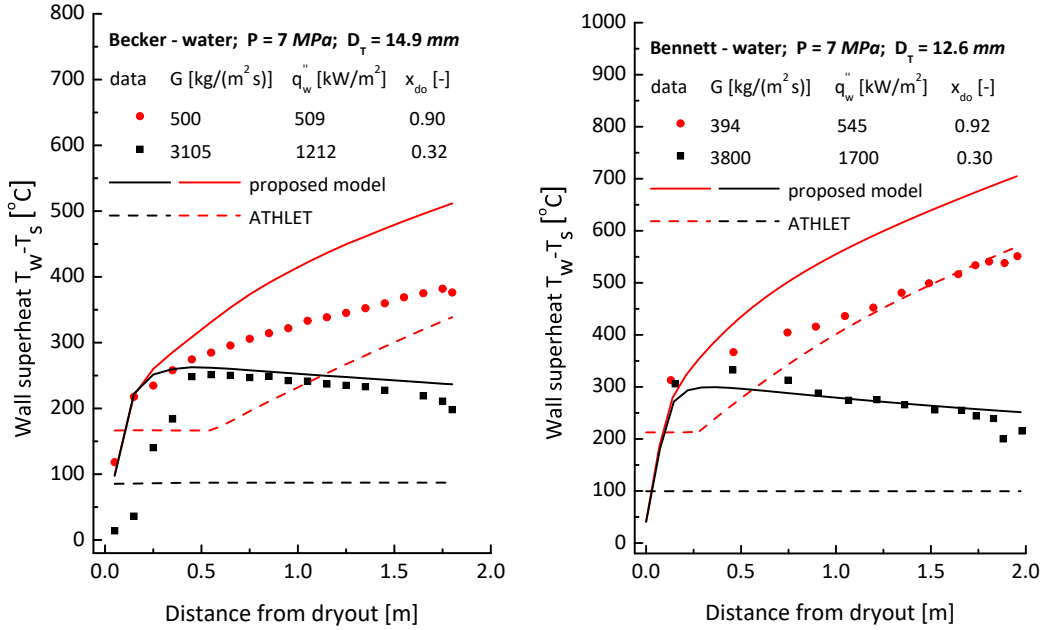 Becker - water; P = 7 MPa; D_T = 14.9 mm
data G [kg/(m²s)] q''_w [kW/m²] x_do [-]
500 509 0.90
3105 1212 0.32
proposed model
ATHLET
800
700
600
500
400
300
200
100
0
Wall superheat T_W-T_S [°C]
0.0 0.5 1.0 1.5 2.0
Distance from dryout [m]
Bennett - water; P = 7 MPa; D_T = 12.6 mm
data G [kg/(m²s)] q''_w [kW/m²] x_do [-]
394 545 0.92
3800 1700 0.30
proposed model
ATHLET
1000
900
800
700
600
500
400
300
200
100
0
Wall superheat T_W-T_S [°C]
0.0 0.5 1.0 1.5 2.0
Distance from dryout [m]